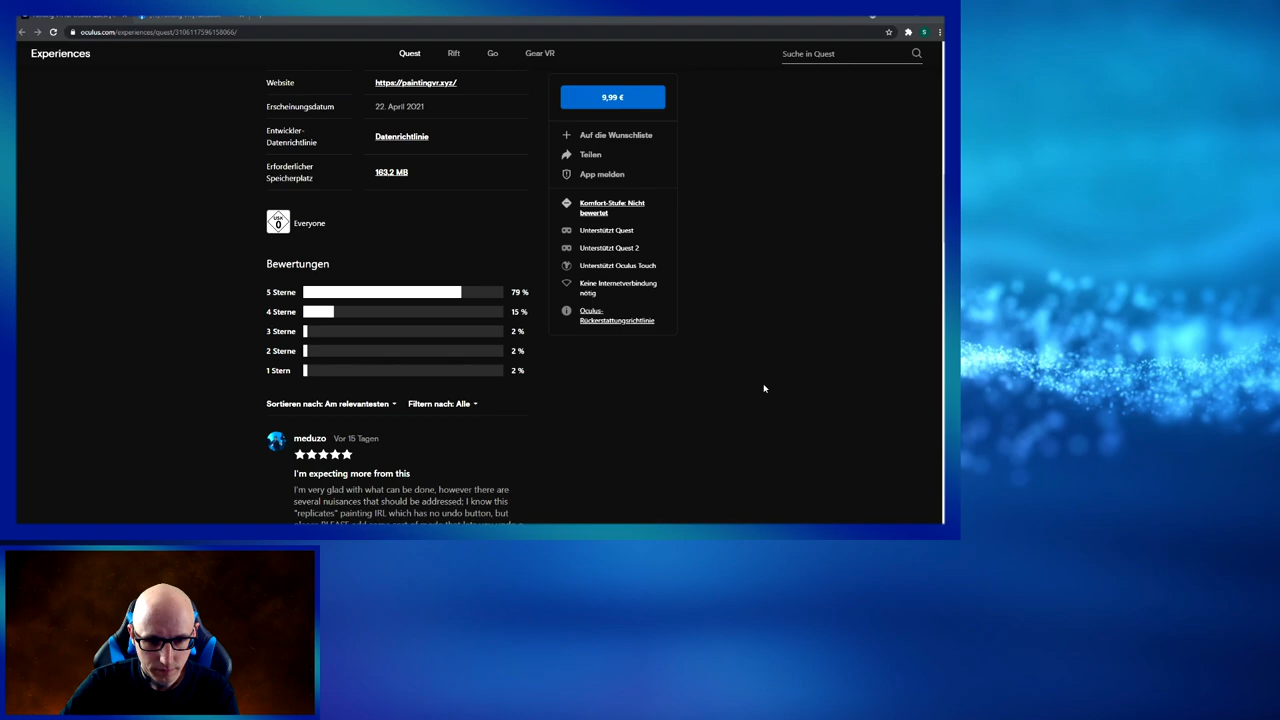 oculus.com/experiences/quest/3106117596158066/
S
Experiences
Quest
Rift
Go
Gear VR
Suche in Quest
Website
https://paintingvr.xyz/
Erscheinungsdatum
22. April 2021
Entwickler-
Datenrichtlinie
Datenrichtlinie
Erforderlicher
Speicherplatz
163,2 MB
USK
0
Everyone
Bewertungen
5 Sterne 79 %
4 Sterne 15 %
3 Sterne 2 %
2 Sterne 2 %
1 Stern 2 %
Sortieren nach: Am relevantesten
Filtern nach: Alle
meduzo Vor 15 Tagen
I'm expecting more from this
I'm very glad with what can be done, however there are
several nuisances that should be addressed; I know this
"replicates" painting IRL which has no undo button, but
9,99 €
Auf die Wunschliste
Teilen
App melden
Komfort-Stufe: Nicht
bewertet
Unterstützt Quest
Unterstützt Quest 2
Unterstützt Oculus Touch
Keine Internetverbindung
nötig
Oculus-
Rückerstattungsrichtlinie